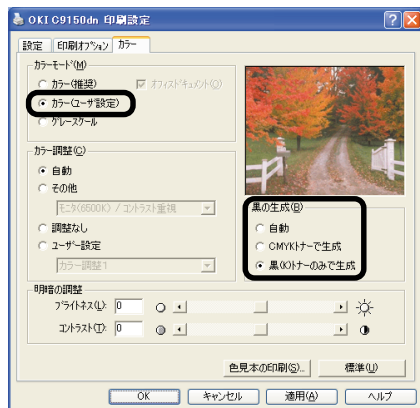 OKI C9150dn 印刷設定
設定 印刷オプション カラー
カラーモード(M)
カラー(推奨) オフィスドキュメント(O)
カラー(ユーザ設定)
グレースケール
カラー調整(C)
自動
その他
モニタ(6500K) / コントラスト重視
調整なし
ユーザー設定
カラー調整1
黒の生成(B)
自動
CMYKトナーで生成
黒(K)トナーのみで生成
明暗の調整
ブライトネス(L): 0
コントラスト(T): 0
色見本の印刷(S)... 標準(U)
OK キャンセル 適用(A) ヘルプ